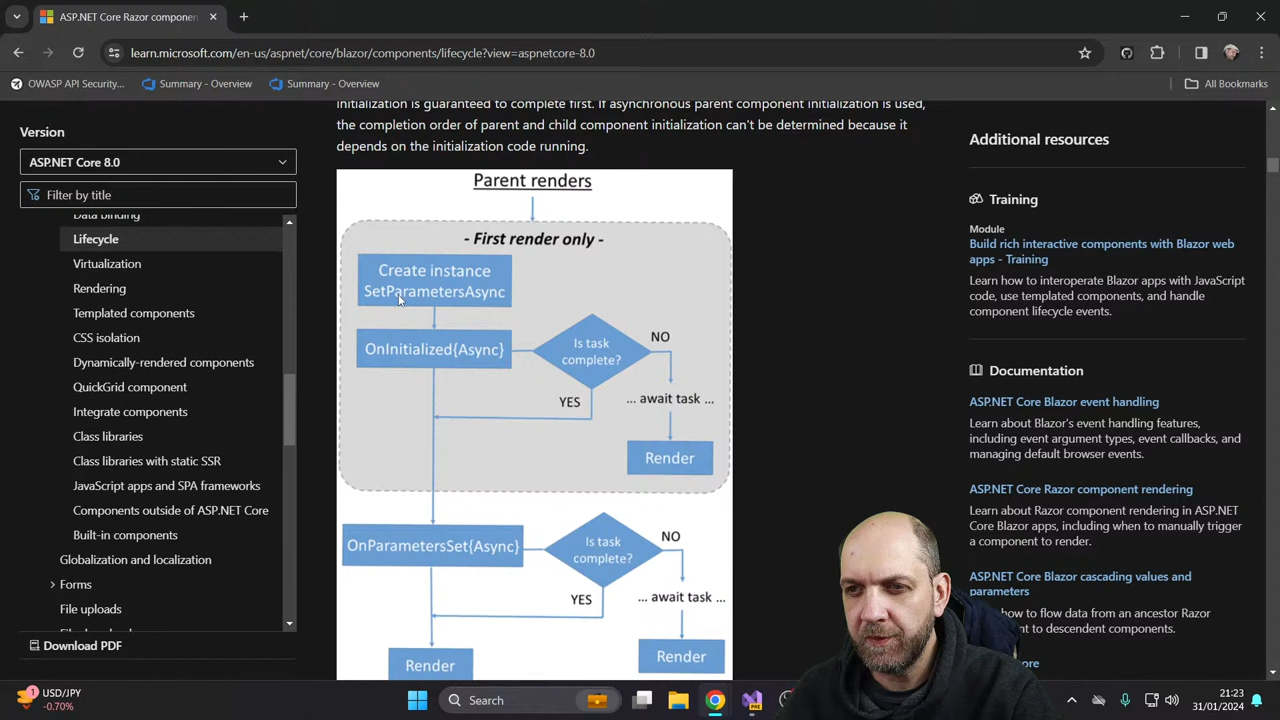 ASP.NET Core Razor componen
learn.microsoft.com/en-us/aspnet/core/blazor/components/lifecycle?view=aspnetcore-8.0
OWASP API Security...
Summary - Overview
Summary - Overview
All Bookmarks
Version
ASP.NET Core 8.0
Filter by title
Data binding
Lifecycle
Virtualization
Rendering
Templated components
CSS isolation
Dynamically-rendered components
QuickGrid component
Integrate components
Class libraries
Class libraries with static SSR
JavaScript apps and SPA frameworks
Components outside of ASP.NET Core
Built-in components
Globalization and localization
Forms
File uploads
Download PDF
initialization is guaranteed to complete first. If asynchronous parent component initialization is used,
the completion order of parent and child component initialization can't be determined because it
depends on the initialization code running.
Parent renders
- First render only -
Create instance
SetParametersAsync
OnInitialized{Async}
Is task
complete?
NO
YES
... await task ...
Render
OnParametersSet{Async}
Is task
complete?
NO
YES
... await task ...
Render
Render
Additional resources
Training
Module
Build rich interactive components with Blazor web
apps - Training
Learn how to interoperate Blazor apps with JavaScript
code, use templated components, and handle
component lifecycle events.
Documentation
ASP.NET Core Blazor event handling
Learn about Blazor's event handling features,
including event argument types, event callbacks, and
managing default browser events.
ASP.NET Core Razor component rendering
Learn about Razor component rendering in ASP.NET
Core Blazor apps, including when to manually trigger
a component to render.
ASP.NET Core Blazor cascading values and
parameters
how to flow data from an ancestor Razor
to descendent components.
1
USD/JPY
-0.70%
Search
PRE
21:23
31/01/2024